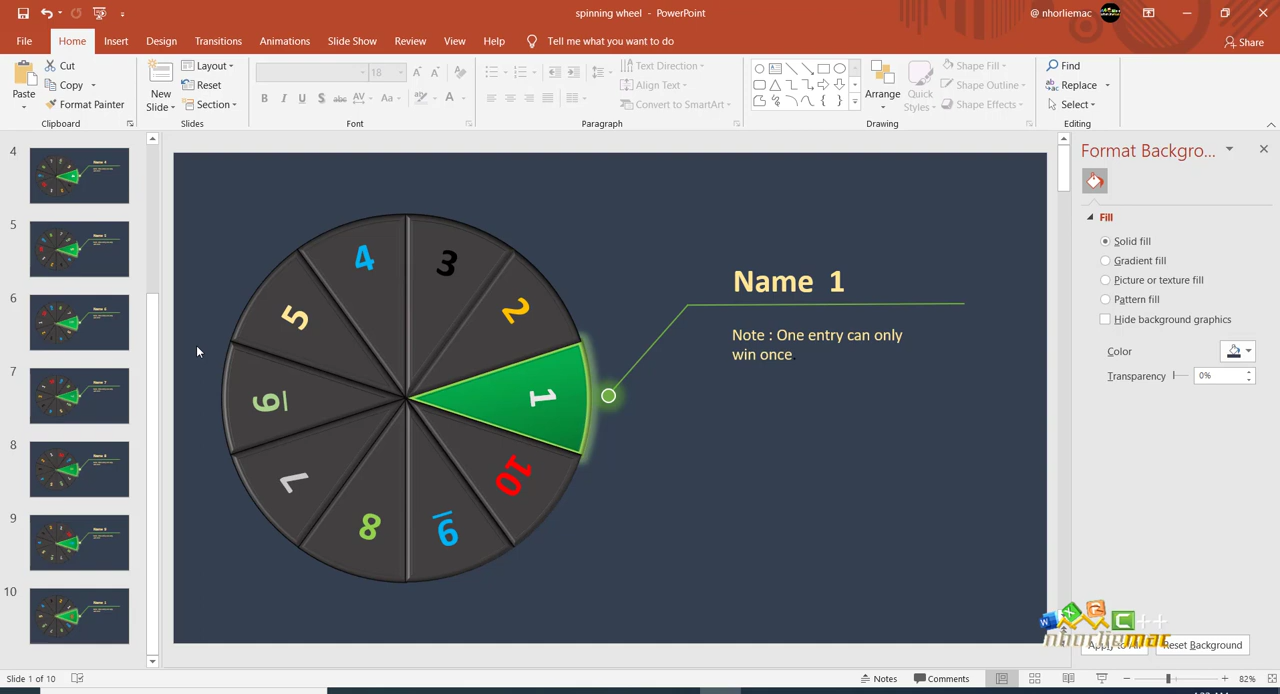 spinning wheel - PowerPoint
@ nhorliemac
File Home Insert Design Transitions Animations Slide Show Review View Help Tell me what you want to do
Share
Paste
Cut
Copy
Format Painter
Clipboard
New Slide
Layout
Reset
Section
Slides
18
B I U S abc AV Aa A
Font
Text Direction
Align Text
Convert to SmartArt
Paragraph
Arrange
Quick Styles
Shape Fill
Shape Outline
Shape Effects
Drawing
Find
Replace
Select
Editing
4
5
6
7
8
9
10
1
2
3
4
5
6
7
8
9
10
Name 1
Note : One entry can only
win once
Format Backgro...
Fill
Solid fill
Gradient fill
Picture or texture fill
Pattern fill
Hide background graphics
Color
Transparency
0%
Reset Background
nhorliemac
Slide 1 of 10
Notes
Comments
82%